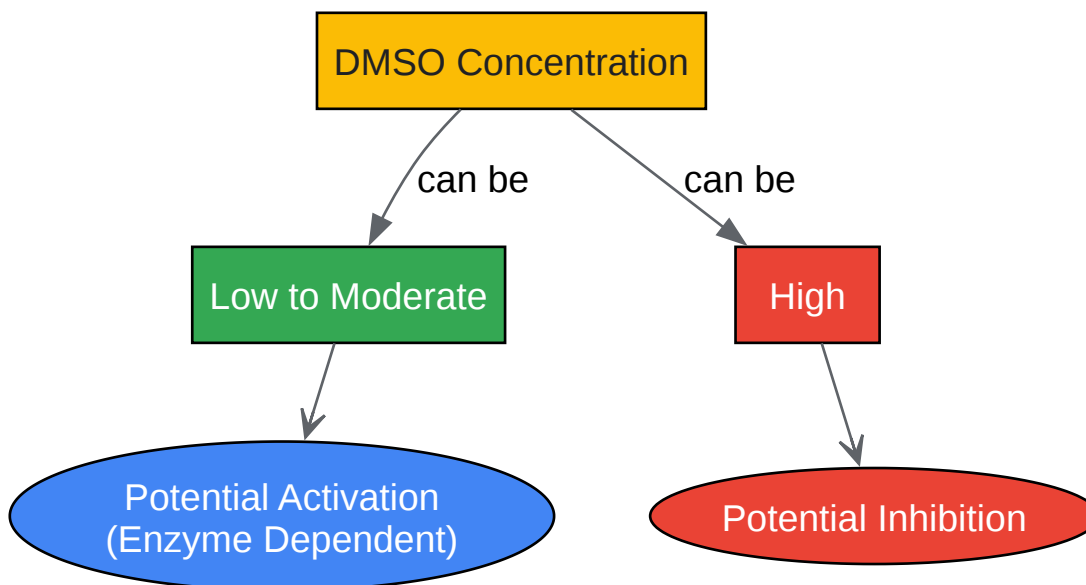 DMSO Concentration
can be
can be
Low to Moderate
High
Potential Activation
(Enzyme Dependent)
Potential Inhibition